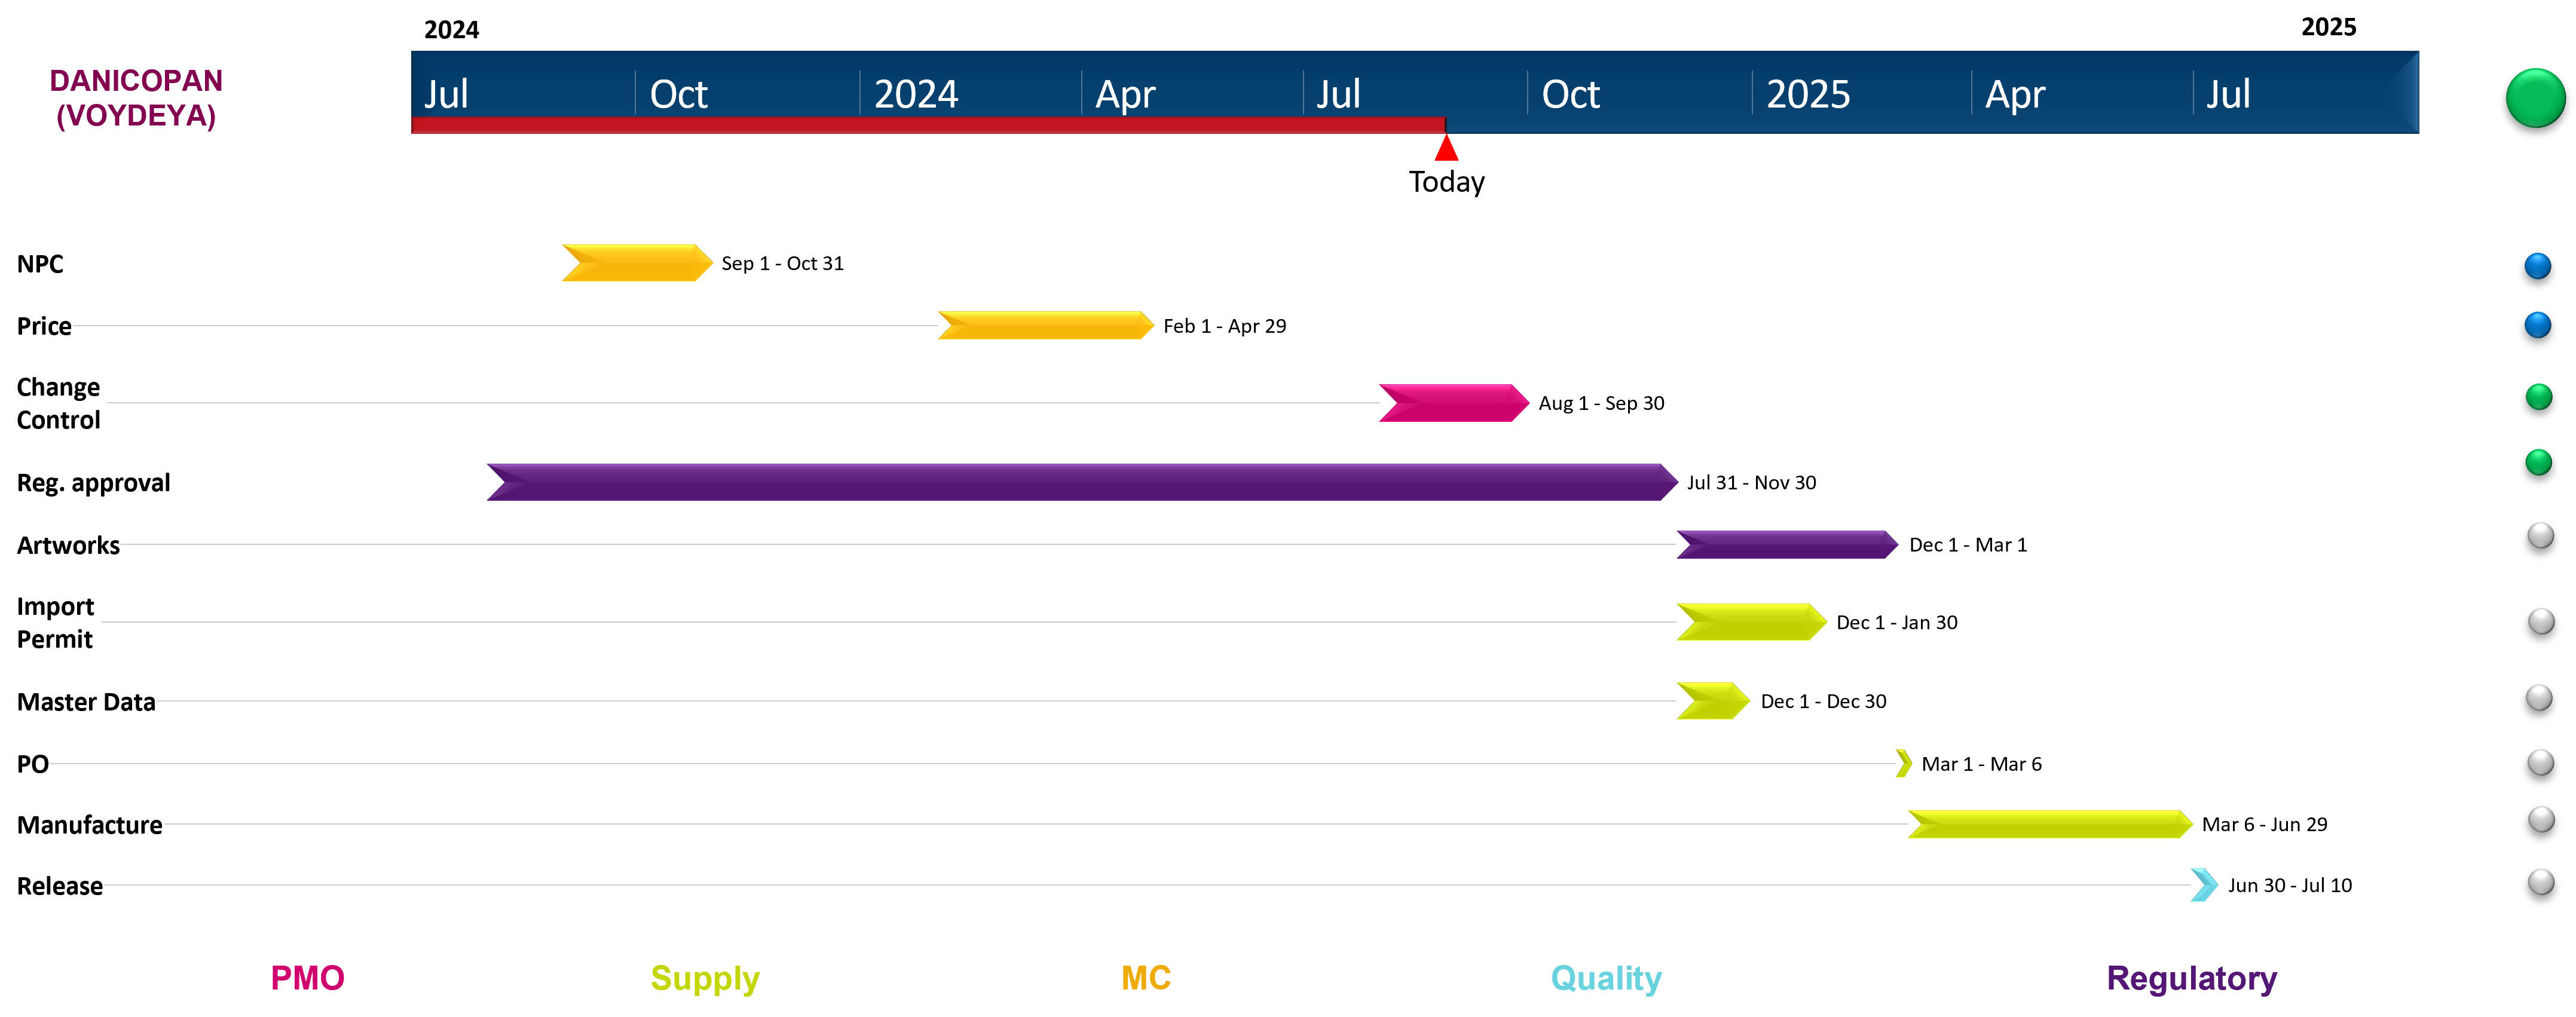 2024
2025
DANICOPAN
(VOYDEYA)
Jul
Oct
2024
Apr
Jul
Oct
2025
Apr
Jul
Today
NPC
Sep 1 - Oct 31
Price
Feb 1 - Apr 29
Change
Control
Aug 1 - Sep 30
Reg. approval
Jul 31 - Nov 30
Artworks
Dec 1 - Mar 1
Import
Permit
Dec 1 - Jan 30
Master Data
Dec 1 - Dec 30
PO
Mar 1 - Mar 6
Manufacture
Mar 6 - Jun 29
Release
Jun 30 - Jul 10
PMO
Supply
MC
Quality
Regulatory